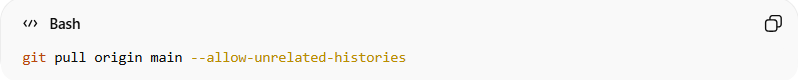 </> Bash
git pull origin main --allow-unrelated-histories